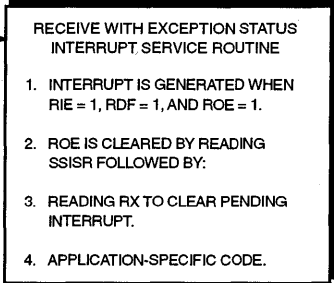 RECEIVE WITH EXCEPTION STATUS
INTERRUPT SERVICE ROUTINE
1. INTERRUPT IS GENERATED WHEN
RIE = 1, RDF = 1, AND ROE = 1.
2. ROE IS CLEARED BY READING
SSISR FOLLOWED BY:
3. READING RX TO CLEAR PENDING
INTERRUPT.
4. APPLICATION-SPECIFIC CODE.